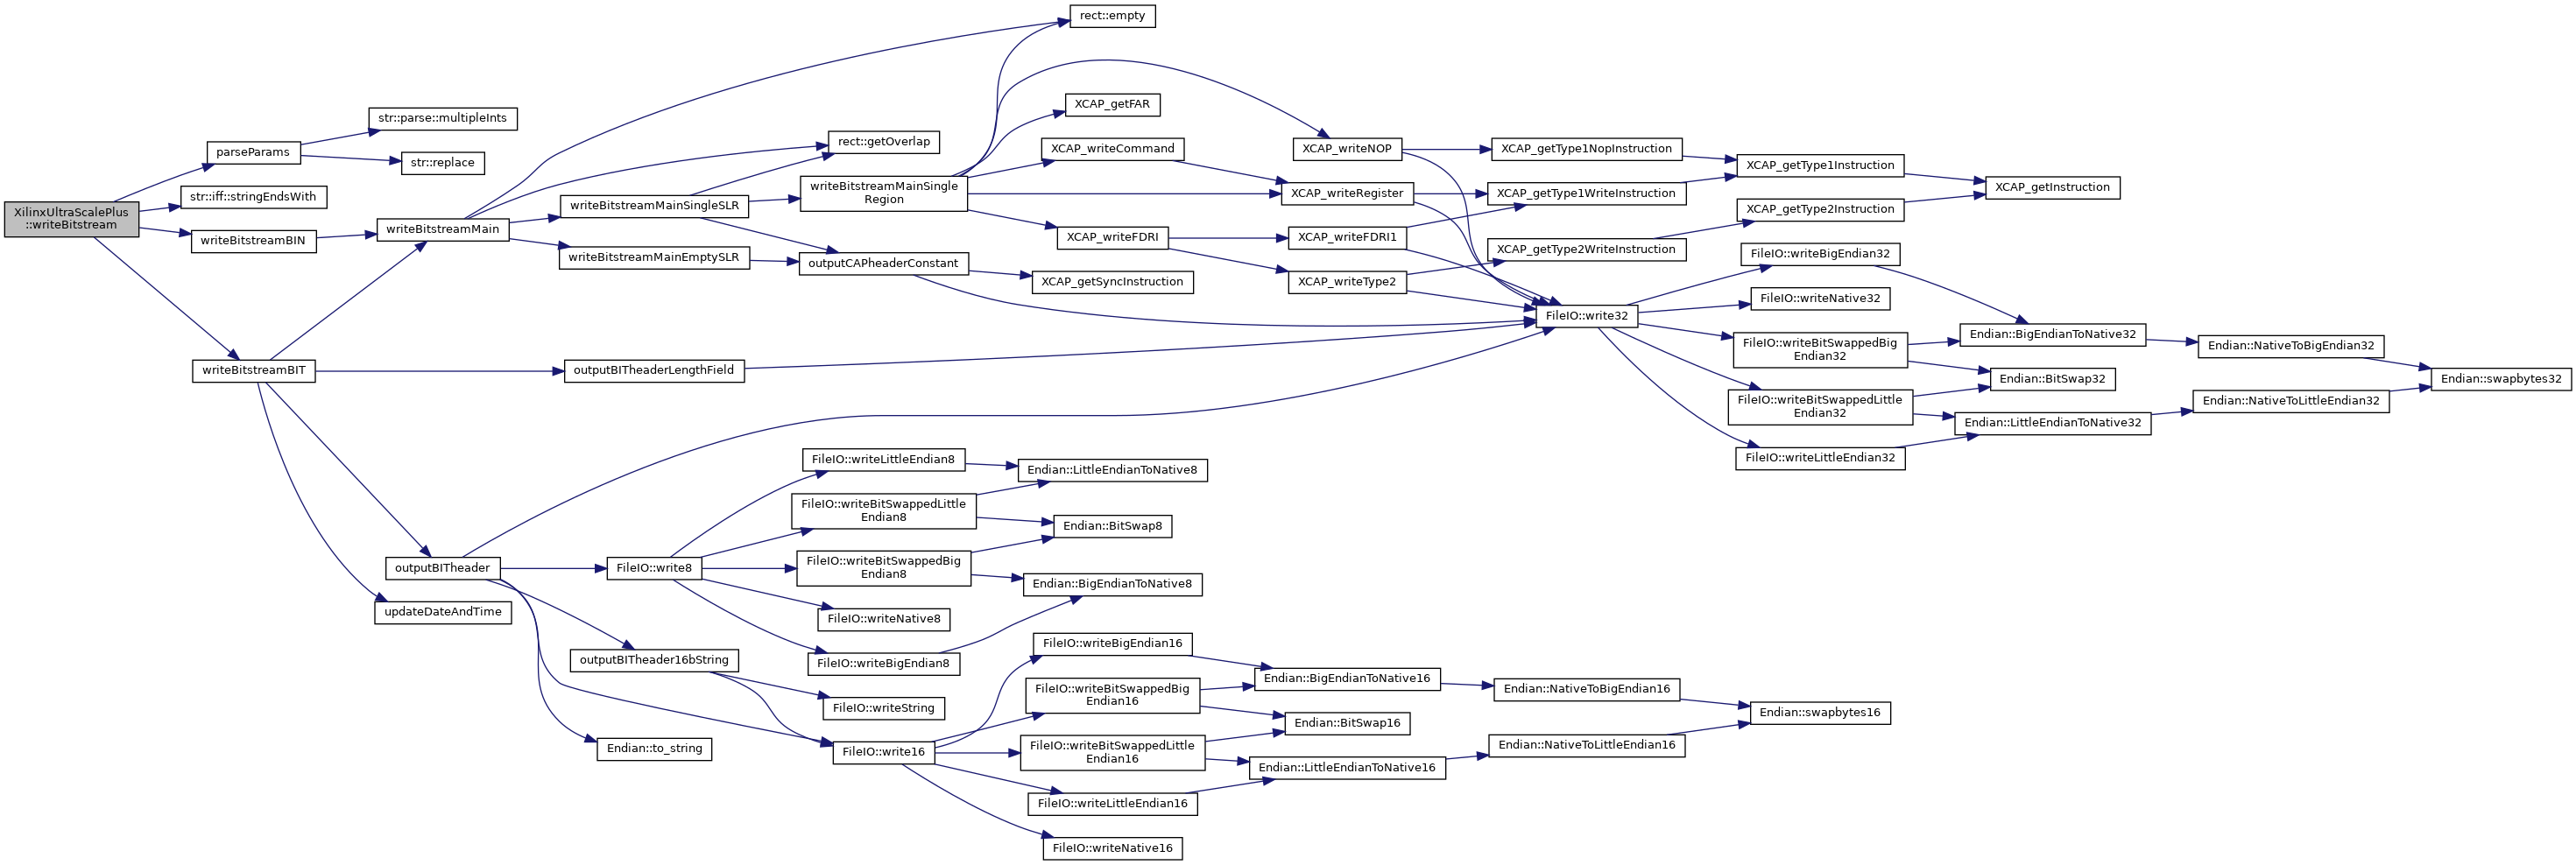 XilinxUltraScalePlus
::writeBitstream
parseParams
str::parse::multipleInts
str::replace
str::iff::stringEndsWith
writeBitstreamBIN
writeBitstreamMain
rect::empty
rect::getOverlap
writeBitstreamMainSingleSLR
writeBitstreamMainSingle
Region
XCAP_getFAR
XCAP_writeCommand
XCAP_writeRegister
XCAP_writeNOP
XCAP_getType1NopInstruction
XCAP_getType1Instruction
XCAP_getInstruction
XCAP_getType1WriteInstruction
XCAP_getType2Instruction
XCAP_writeFDRI
XCAP_writeFDRI1
XCAP_getType2WriteInstruction
XCAP_writeType2
writeBitstreamMainEmptySLR
outputCAPheaderConstant
XCAP_getSyncInstruction
FileIO::write32
FileIO::writeBigEndian32
FileIO::writeNative32
FileIO::writeBitSwappedBig
Endian32
FileIO::writeBitSwappedLittle
Endian32
FileIO::writeLittleEndian32
Endian::BigEndianToNative32
Endian::BitSwap32
Endian::LittleEndianToNative32
Endian::NativeToBigEndian32
Endian::NativeToLittleEndian32
Endian::swapbytes32
writeBitstreamBIT
outputBITheaderLengthField
outputBITheader
updateDateAndTime
FileIO::write8
FileIO::writeLittleEndian8
FileIO::writeBitSwappedLittle
Endian8
FileIO::writeBitSwappedBig
Endian8
FileIO::writeNative8
FileIO::writeBigEndian8
Endian::LittleEndianToNative8
Endian::BitSwap8
Endian::BigEndianToNative8
outputBITheader16bString
FileIO::writeString
Endian::to_string
FileIO::write16
FileIO::writeBigEndian16
FileIO::writeBitSwappedBig
Endian16
FileIO::writeBitSwappedLittle
Endian16
FileIO::writeLittleEndian16
FileIO::writeNative16
Endian::BigEndianToNative16
Endian::BitSwap16
Endian::LittleEndianToNative16
Endian::NativeToBigEndian16
Endian::NativeToLittleEndian16
Endian::swapbytes16